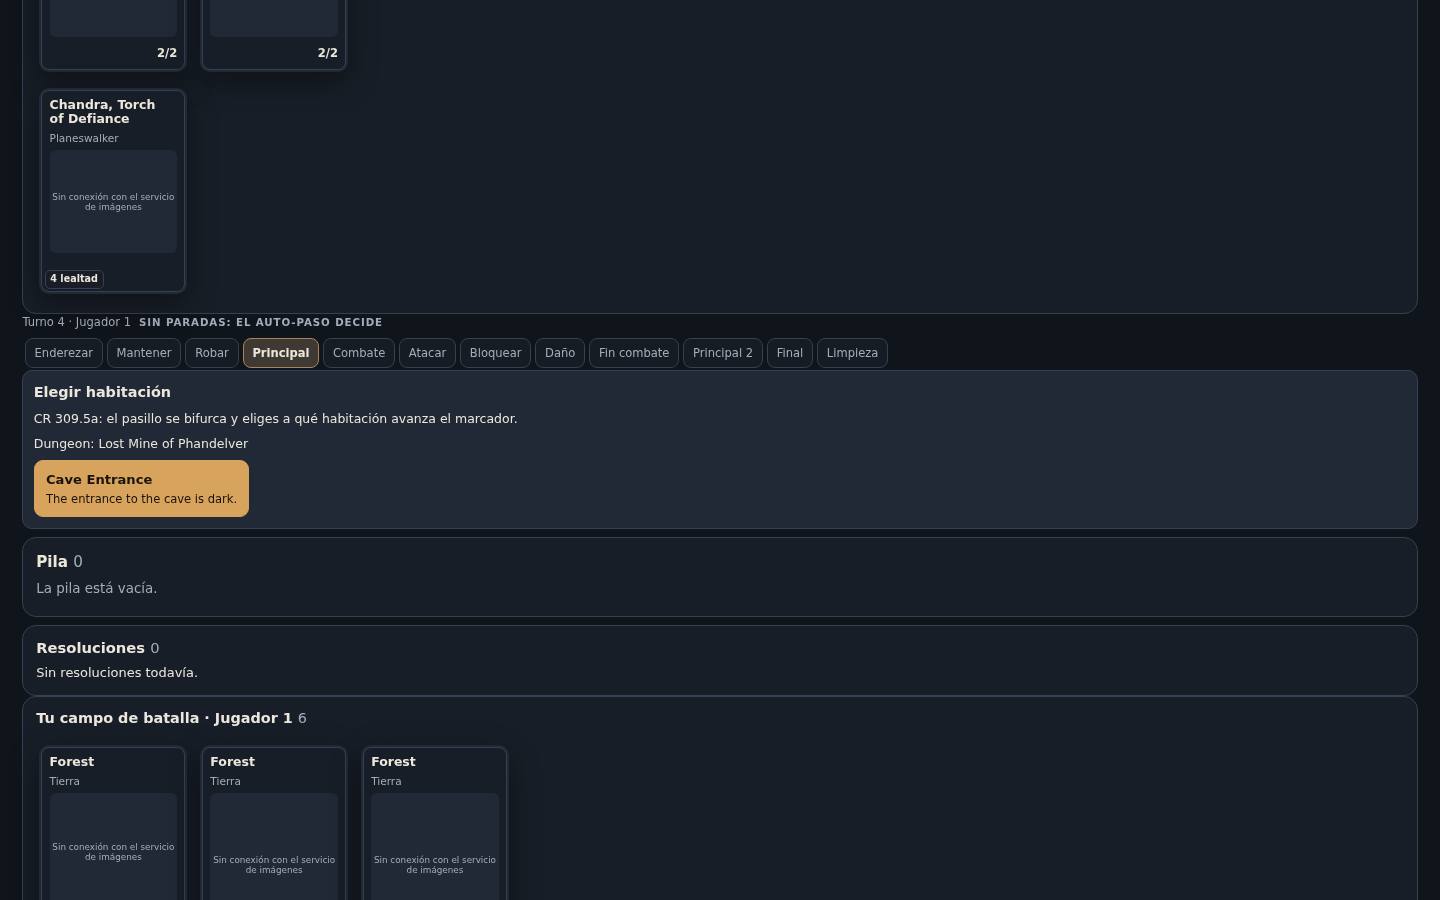 2/2
2/2
Chandra, Torch
of Defiance
Planeswalker
Sin conexión con el servicio
de imágenes
4 lealtad
Turno 4 · Jugador 1 SIN PARADAS: EL AUTO-PASO DECIDE
Enderezar Mantener Robar Principal Combate Atacar Bloquear Daño Fin combate Principal 2 Final Limpieza
Elegir habitación
CR 309.5a: el pasillo se bifurca y eliges a qué habitación avanza el marcador.
Dungeon: Lost Mine of Phandelver
Cave Entrance
The entrance to the cave is dark.
Pila 0
La pila está vacía.
Resoluciones 0
Sin resoluciones todavía.
Tu campo de batalla · Jugador 1 6
Forest Forest Forest
Tierra Tierra Tierra
Sin conexión con el servicio
de imágenes
Sin conexión con el servicio
de imágenes
Sin conexión con el servicio
de imágenes